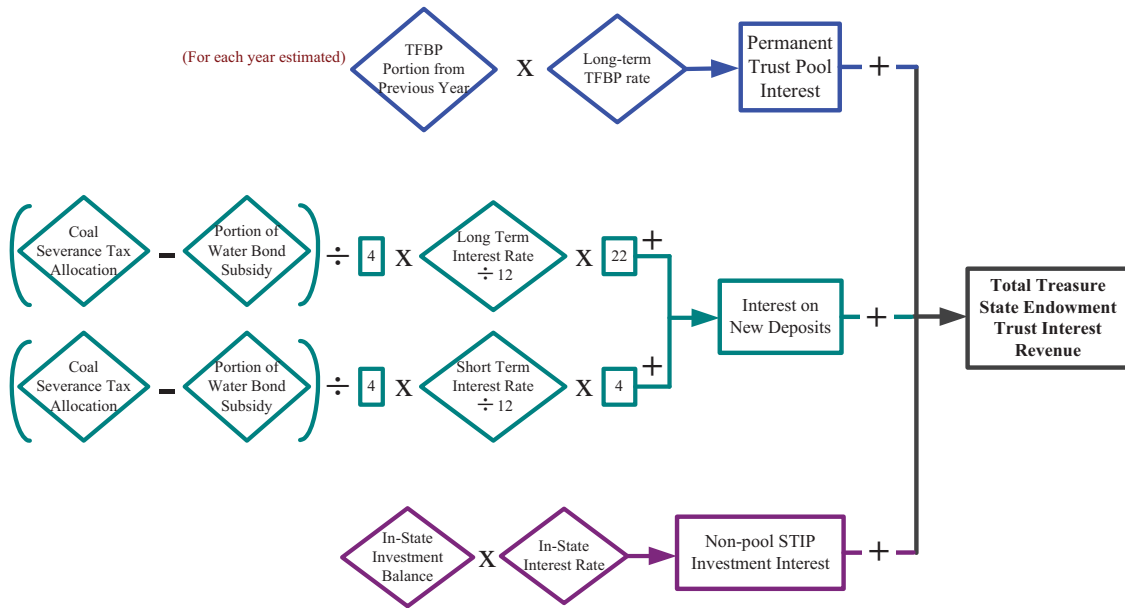 (For each year estimated)
TFBP
Portion from
Previous Year
X
Long-term
TFBP rate
Permanent
Trust Pool
Interest
+
(
Coal
Severance Tax
Allocation
-
Portion of
Water Bond
Subsidy
)
÷
4
X
Long Term
Interest Rate
÷ 12
X
22
+
(
Coal
Severance Tax
Allocation
-
Portion of
Water Bond
Subsidy
)
÷
4
X
Short Term
Interest Rate
÷ 12
X
4
+
Interest on
New Deposits
+
Total Treasure
State Endowment
Trust Interest
Revenue
In-State
Investment
Balance
X
In-State
Interest Rate
Non-pool STIP
Investment Interest
+